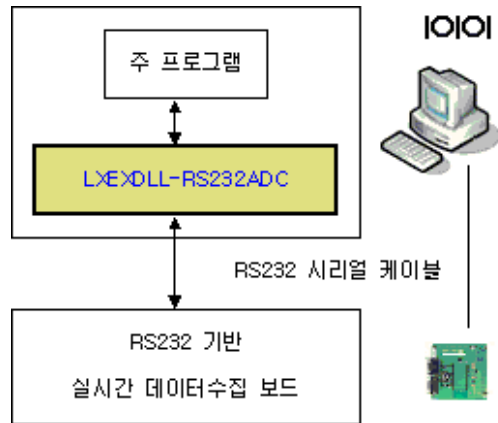 주 프로그램
LXEXDLL-RS232ADC
RS232 시리얼 케이블
RS232 기반
실시간 데이터수집 보드
|O|O|